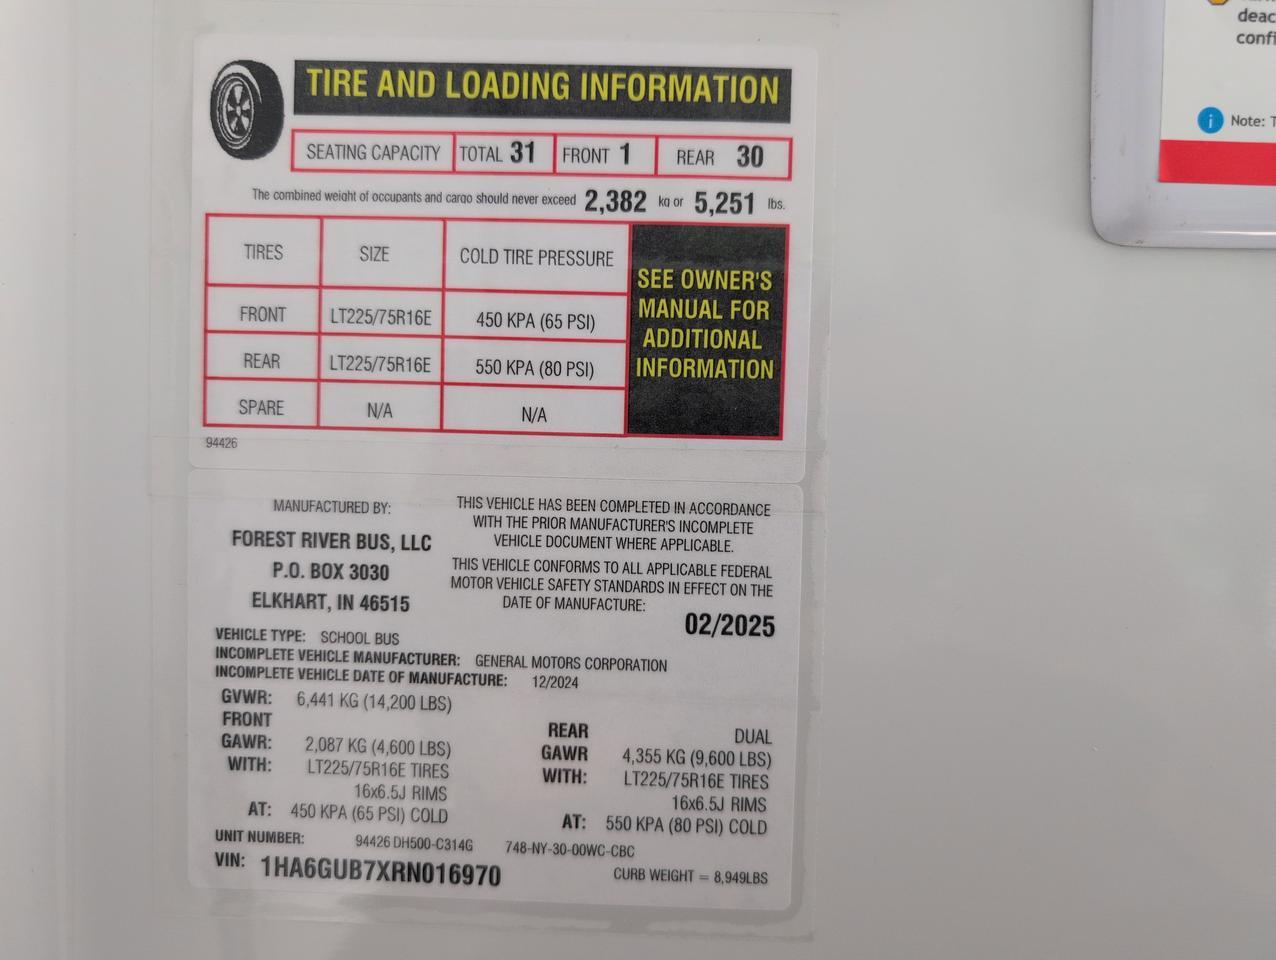 TIRE AND LOADING INFORMATION
SEATING CAPACITY TOTAL 31 FRONT 1 REAR 30
The combined weight of occupants and cargo should never exceed 2,382 kg or 5,251 lbs.
TIRES SIZE COLD TIRE PRESSURE
FRONT LT225/75R16E 450 KPA (65 PSI)
REAR LT225/75R16E 550 KPA (80 PSI)
SPARE N/A N/A
SEE OWNER'S
MANUAL FOR
ADDITIONAL
INFORMATION
94426
MANUFACTURED BY:
FOREST RIVER BUS, LLC
P.O. BOX 3030
ELKHART, IN 46515
THIS VEHICLE HAS BEEN COMPLETED IN ACCORDANCE
WITH THE PRIOR MANUFACTURER'S INCOMPLETE
VEHICLE DOCUMENT WHERE APPLICABLE.
THIS VEHICLE CONFORMS TO ALL APPLICABLE FEDERAL
MOTOR VEHICLE SAFETY STANDARDS IN EFFECT ON THE
DATE OF MANUFACTURE:
02/2025
VEHICLE TYPE: SCHOOL BUS
INCOMPLETE VEHICLE MANUFACTURER: GENERAL MOTORS CORPORATION
INCOMPLETE VEHICLE DATE OF MANUFACTURE: 12/2024
GVWR: 6,441 KG (14,200 LBS)
FRONT
GAWR: 2,087 KG (4,600 LBS)
WITH: LT225/75R16E TIRES
16x6.5J RIMS
AT: 450 KPA (65 PSI) COLD
REAR DUAL
GAWR 4,355 KG (9,600 LBS)
WITH: LT225/75R16E TIRES
16x6.5J RIMS
AT: 550 KPA (80 PSI) COLD
UNIT NUMBER: 94426 DH500-C314G 748-NY-30-00WC-CBC
VIN: 1HA6GUB7XRN016970
CURB WEIGHT = 8,949LBS
deac
confi
Note: T